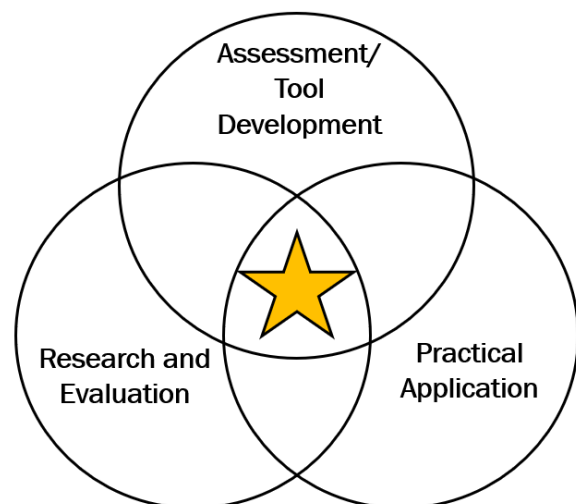 Assessment/
Tool
Development
Research and
Evaluation
Practical
Application